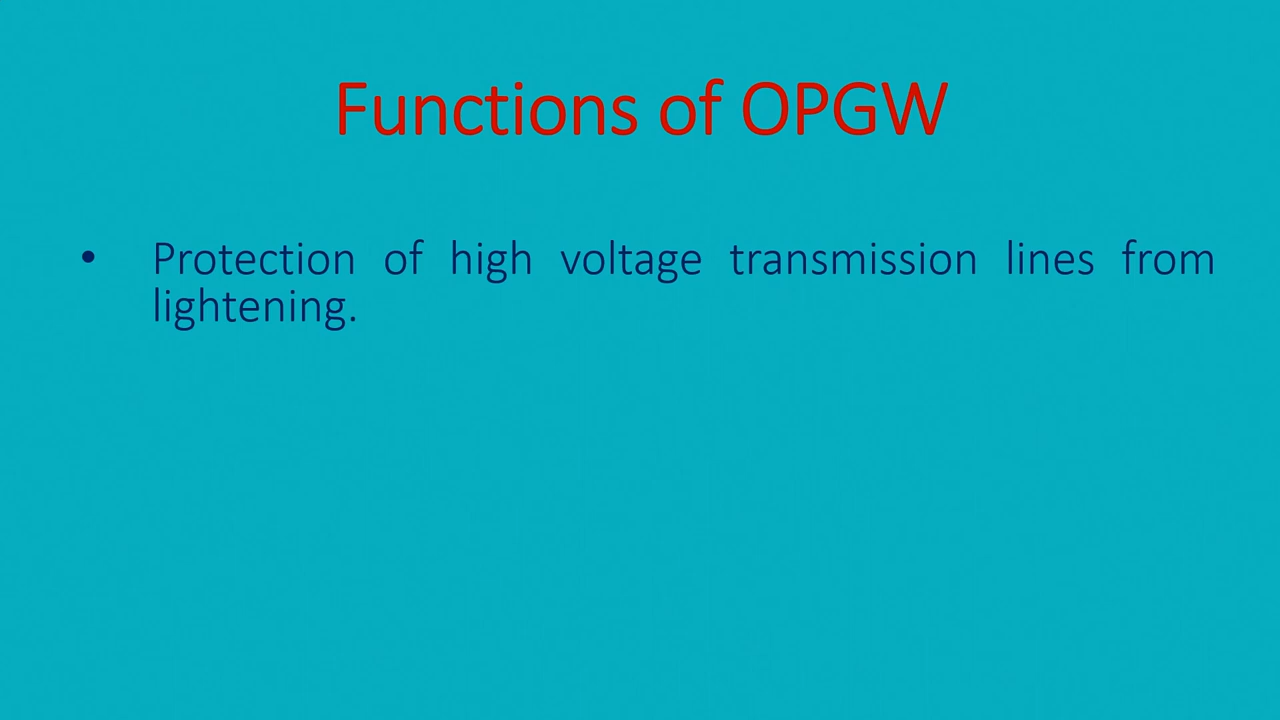 Functions of OPGW
• Protection of high voltage transmission lines from
lightening.